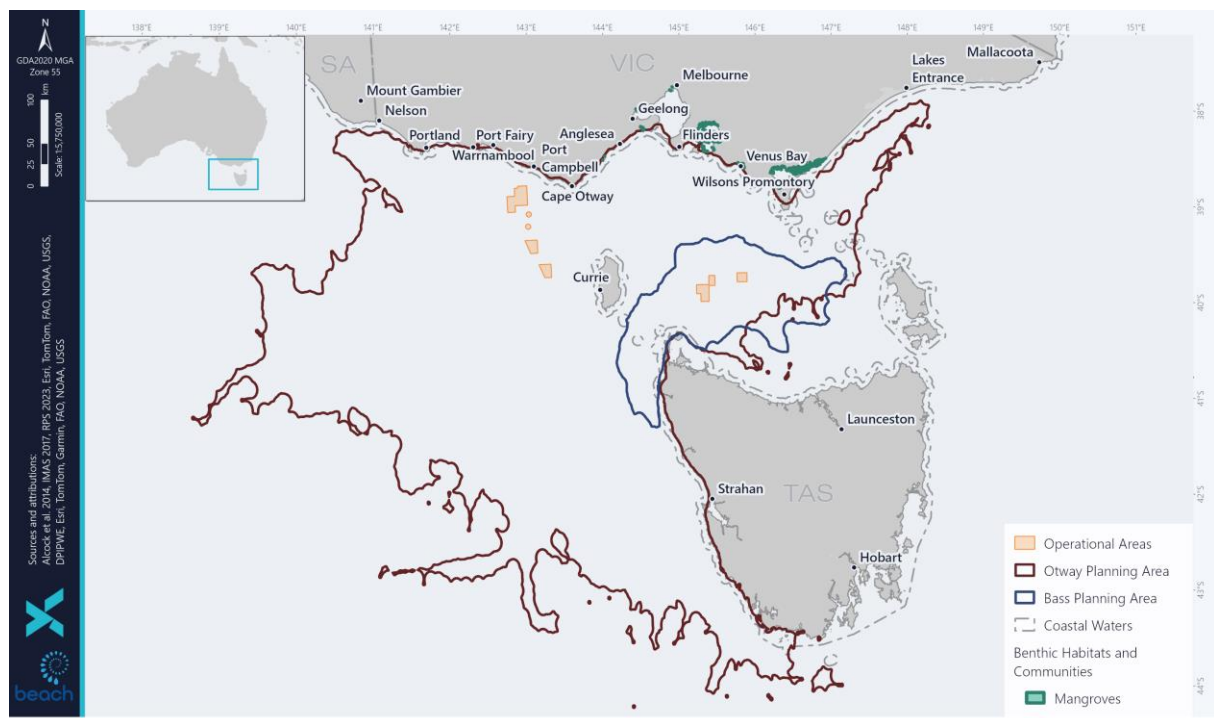 N
GDA2020 MGA
Zone 55
0 25 50 100
km
Scale: 1:5,750,000
Sources and attributions:
Alcock et al. 2014, IMAS 2017, RPS 2023, Esri, TomTom, FAO, NOAA, USGS,
DPIPWE, Esri, TomTom, Garmin, FAO, NOAA, USGS
beach
138°E 139°E 140°E 141°E 142°E 143°E 144°E 145°E 146°E 147°E 148°E 149°E 150°E 151°E
SA
VIC
Mallacoota
Lakes
Entrance
Melbourne
Mount Gambier
Nelson
Geelong
38°S
Portland
Port Fairy
Anglesea
Flinders
Warrnambool
Port
Campbell
Venus Bay
Wilsons Promontory
Cape Otway
39°S
Currie
40°S
41°S
Launceston
Strahan
TAS
42°S
Hobart
43°S
44°S
Operational Areas
Otway Planning Area
Bass Planning Area
Coastal Waters
Benthic Habitats and
Communities
Mangroves